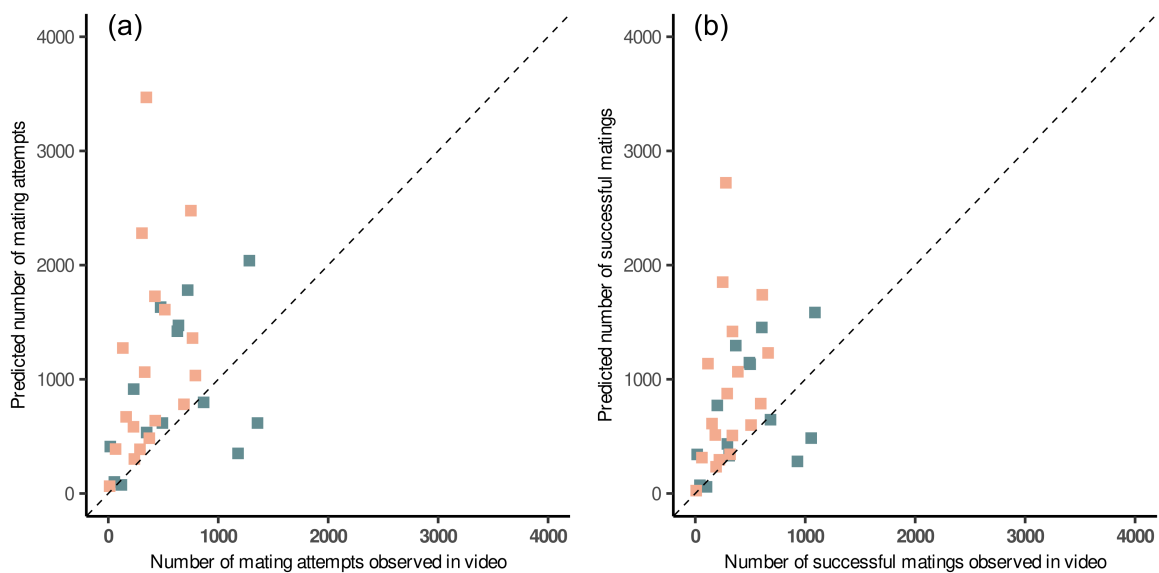 (a)
4000
3000
2000
1000
0
Predicted number of mating attempts
0 1000 2000 3000 4000
Number of mating attempts observed in video
(b)
4000
3000
2000
1000
0
Predicted number of successful matings
0 1000 2000 3000 4000
Number of successful matings observed in video